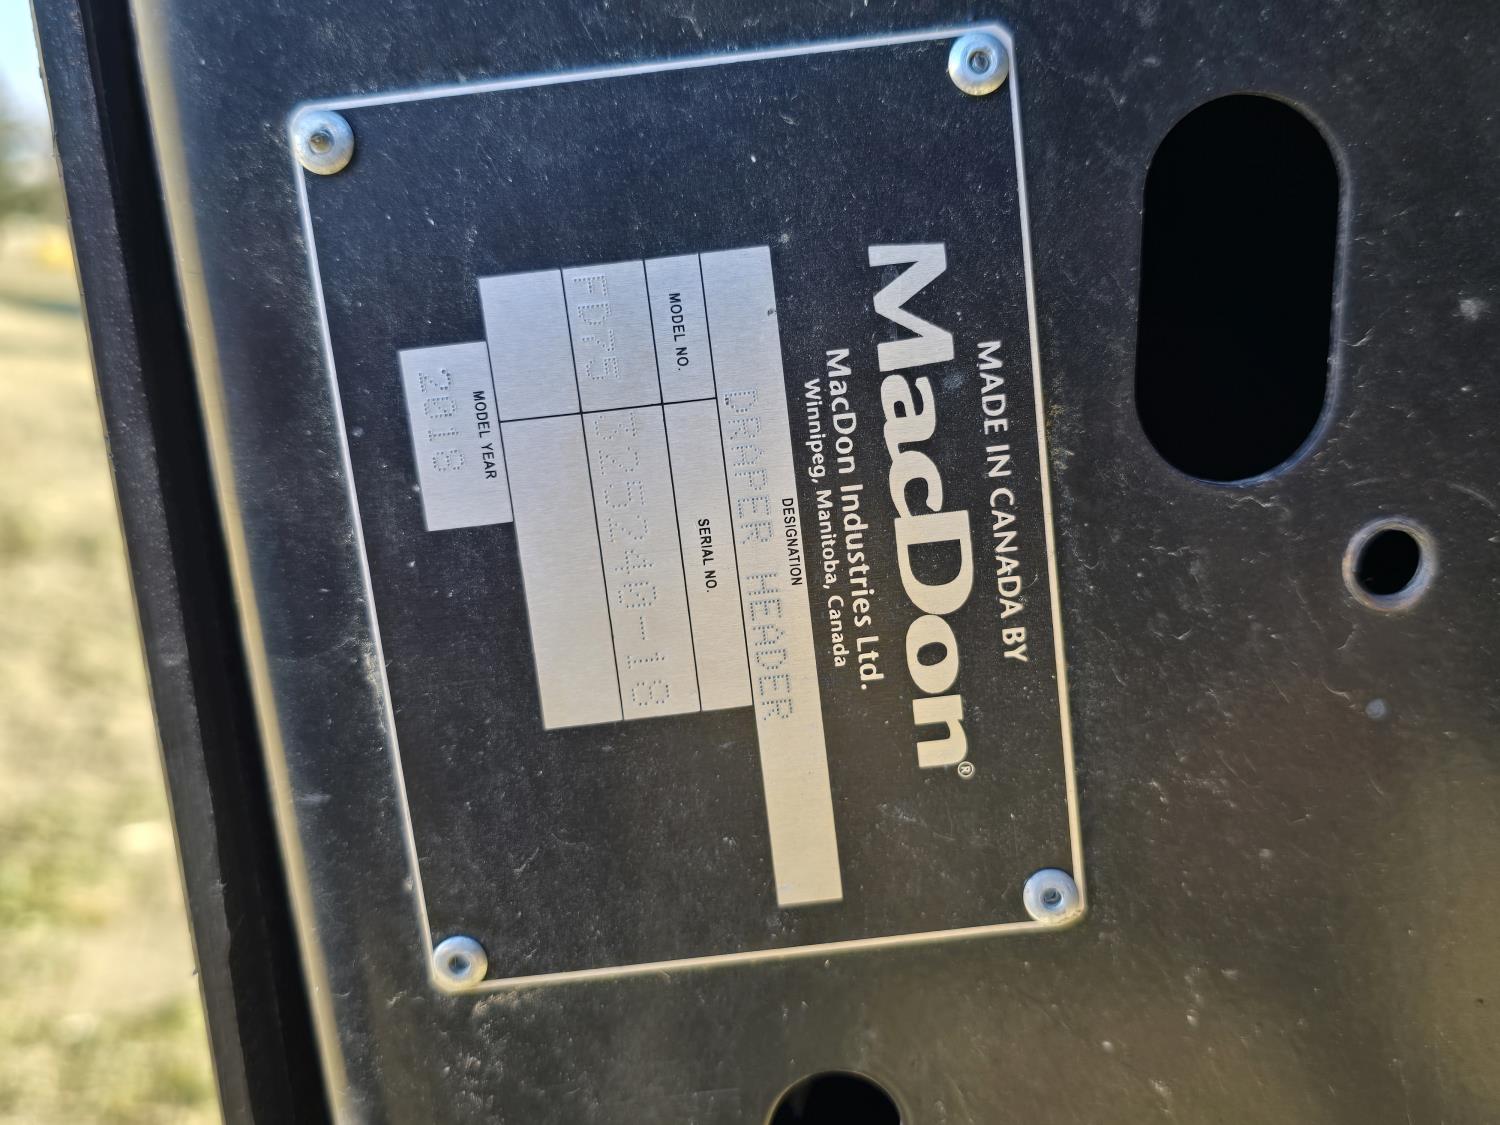 MADE IN CANADA BY
MacDon®
MacDon Industries Ltd.
Winnipeg, Manitoba, Canada
DESIGNATION
DRAPER HEADER
MODEL NO. SERIAL NO.
FD75 325240-18
MODEL YEAR
2018